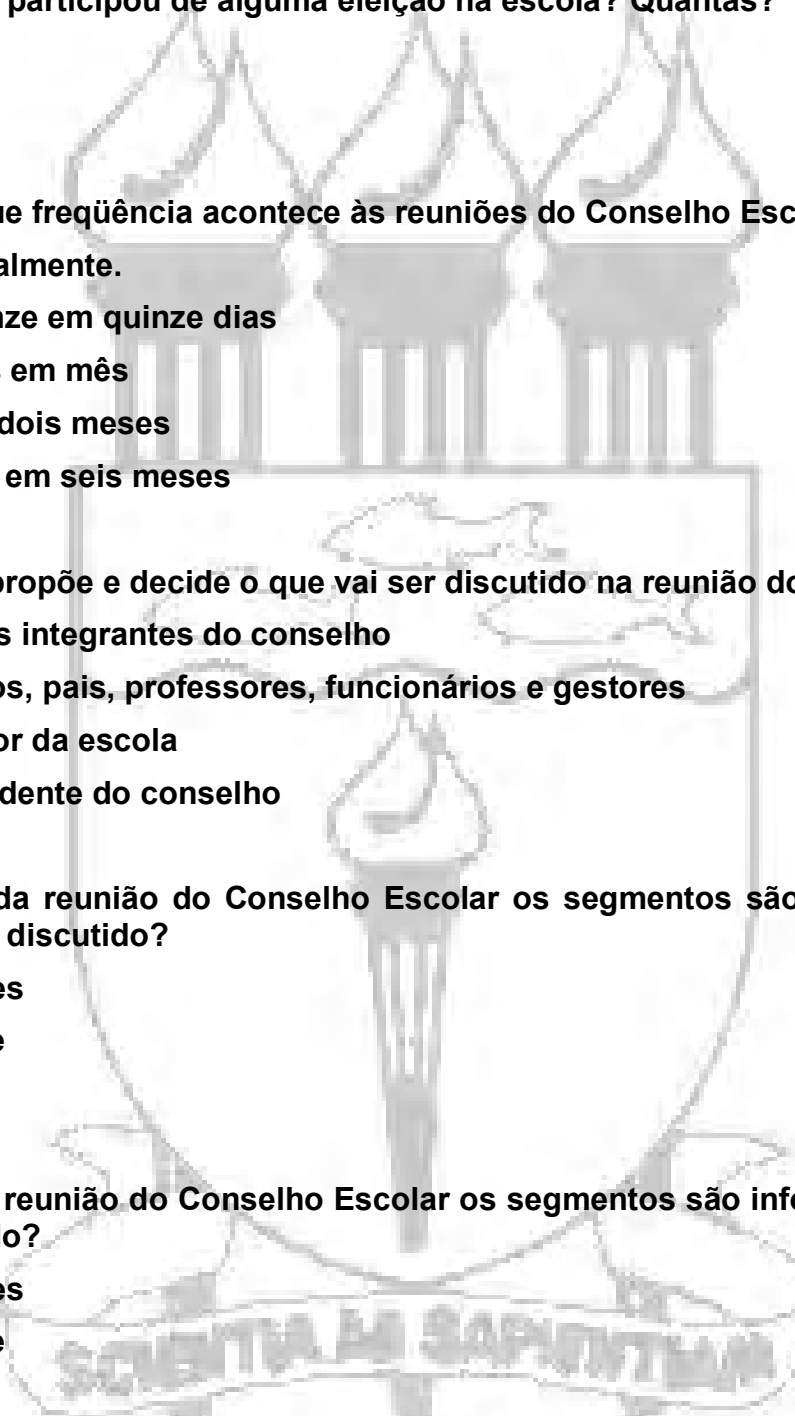 participou de alguma eleição na escola? Quantas?
ue freqüência acontece às reuniões do Conselho Esc
almente.
nze em quinze dias
s em mês
dois meses
em seis meses
propõe e decide o que vai ser discutido na reunião do
s integrantes do conselho
os, pais, professores, funcionários e gestores
or da escola
dente do conselho
da reunião do Conselho Escolar os segmentos são
discutido?
es
e
reunião do Conselho Escolar os segmentos são info
do?
es
e
SCIENTIA AD SAPIENTIAM